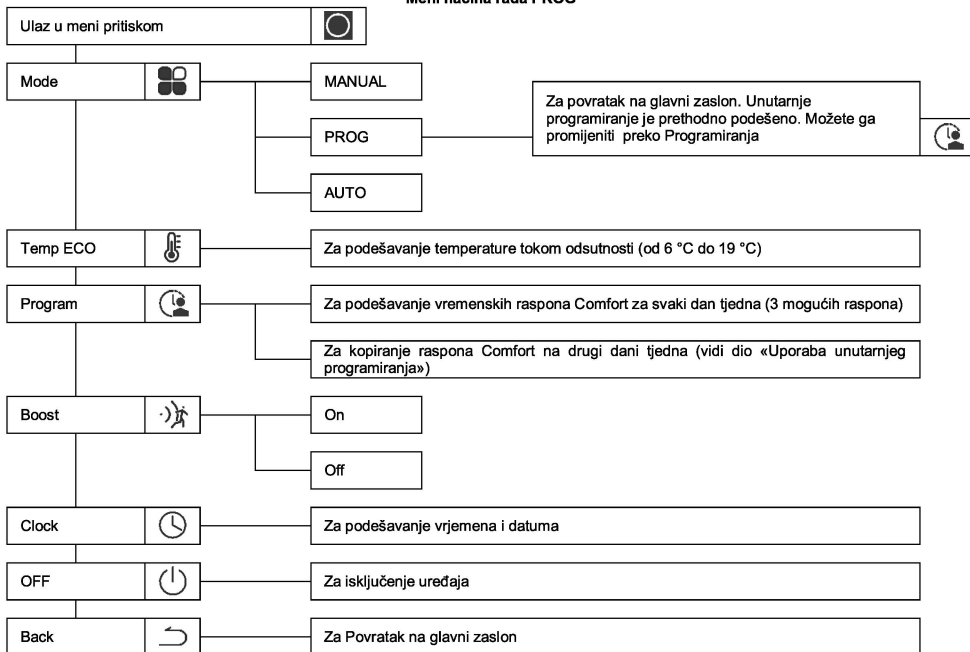 Meni načina rada PROG
Ulaz u meni pritiskom
Mode
MANUAL
PROG
Za povratak na glavni zaslon. Unutarnje
programiranje je prethodno podešeno. Možete ga
promijeniti preko Programiranja
AUTO
Temp ECO
Za podešavanje temperature tokom odsutnosti (od 6 °C do 19 °C)
Program
Za podešavanje vremenskih raspona Comfort za svaki dan tjedna (3 mogućih raspona)
Za kopiranje raspona Comfort na drugi dani tjedna (vidi dio «Uporaba unutarnjeg
programiranja»)
Boost
On
Off
Clock
Za podešavanje vrjemena i datuma
OFF
Za isključenje uređaja
Back
Za Povratak na glavni zaslon